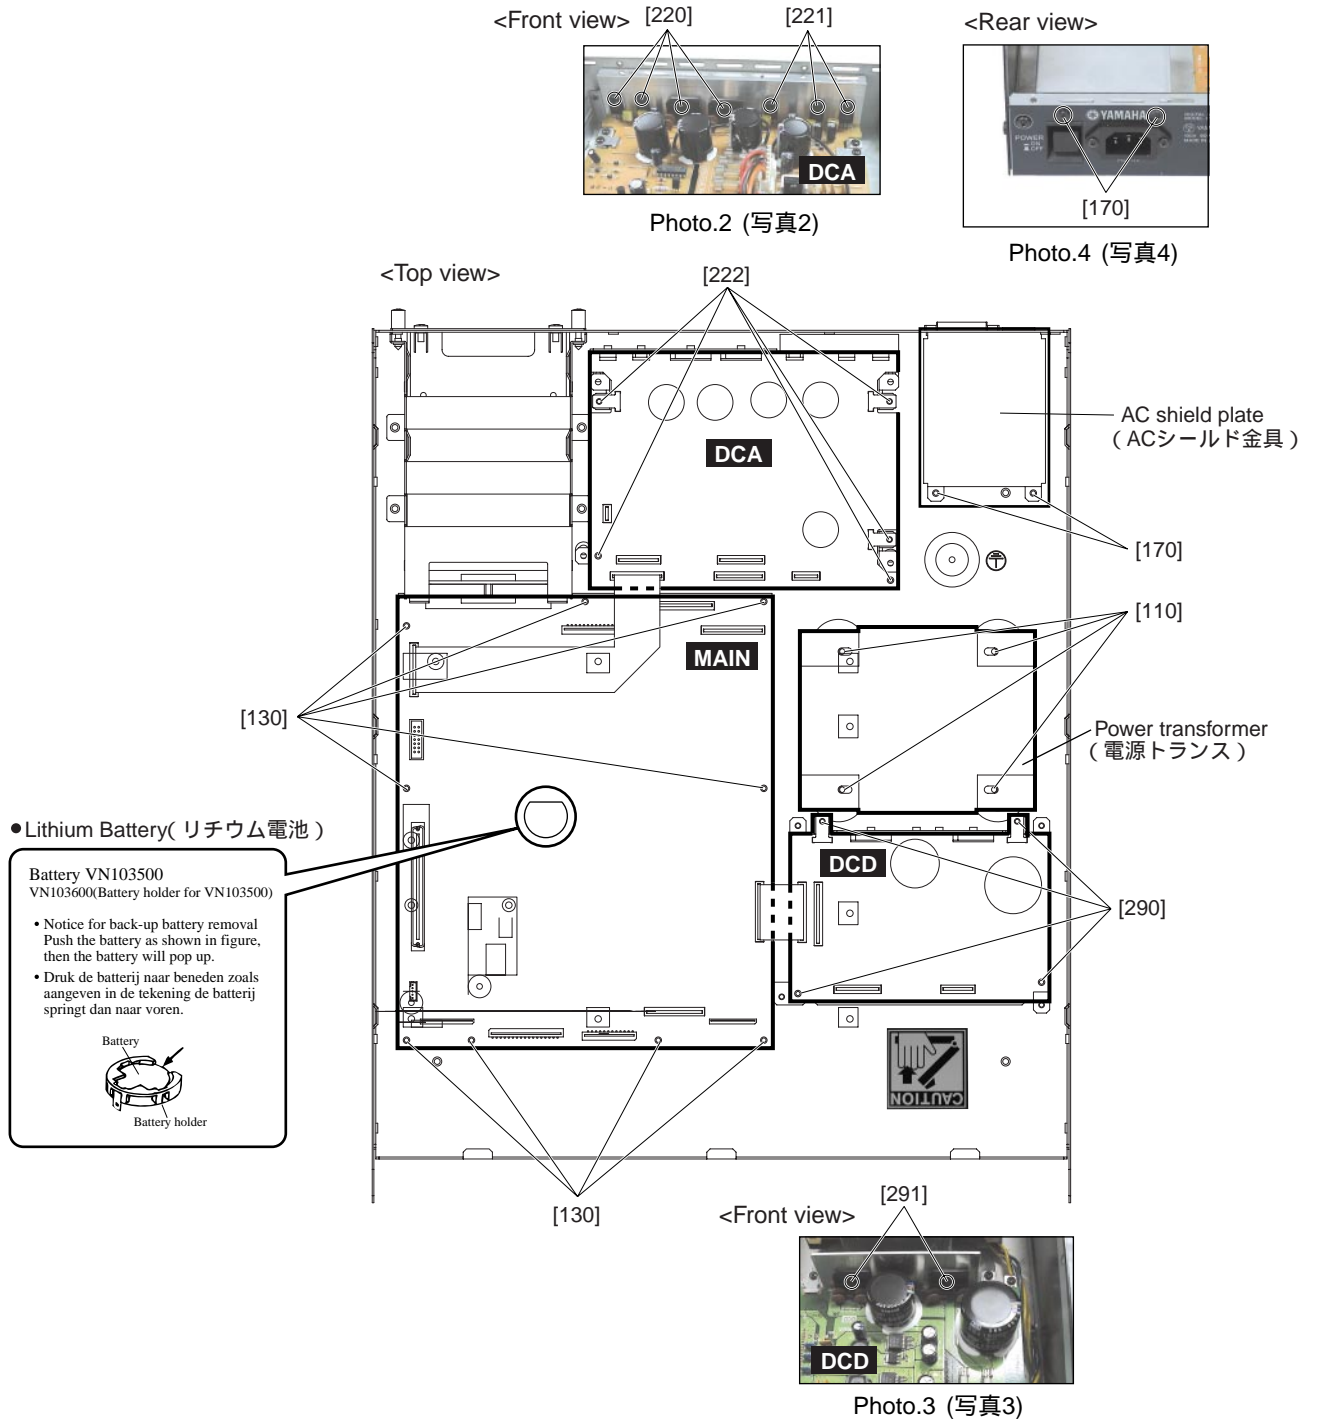 <Front view>
[220]
[221]
<Rear view>
DCA
YAMAHA
POWER
ON
OFF
[170]
Photo.2 (写真2)
Photo.4 (写真4)
<Top view>
[222]
AC shield plate
(ACシールド金具)
DCA
[170]
[110]
MAIN
[130]
Power transformer
(電源トランス)
●Lithium Battery(リチウム電池)
Battery VN103500
VN103600(Battery holder for VN103500)
• Notice for back-up battery removal
Push the battery as shown in figure,
then the battery will pop up.
• Druk de batterij naar beneden zoals
aangeven in de tekening de batterij
springt dan naar voren.
Battery
Battery holder
DCD
[290]
CAUTION
[130]
<Front view>
[291]
DCD
Photo.3 (写真3)